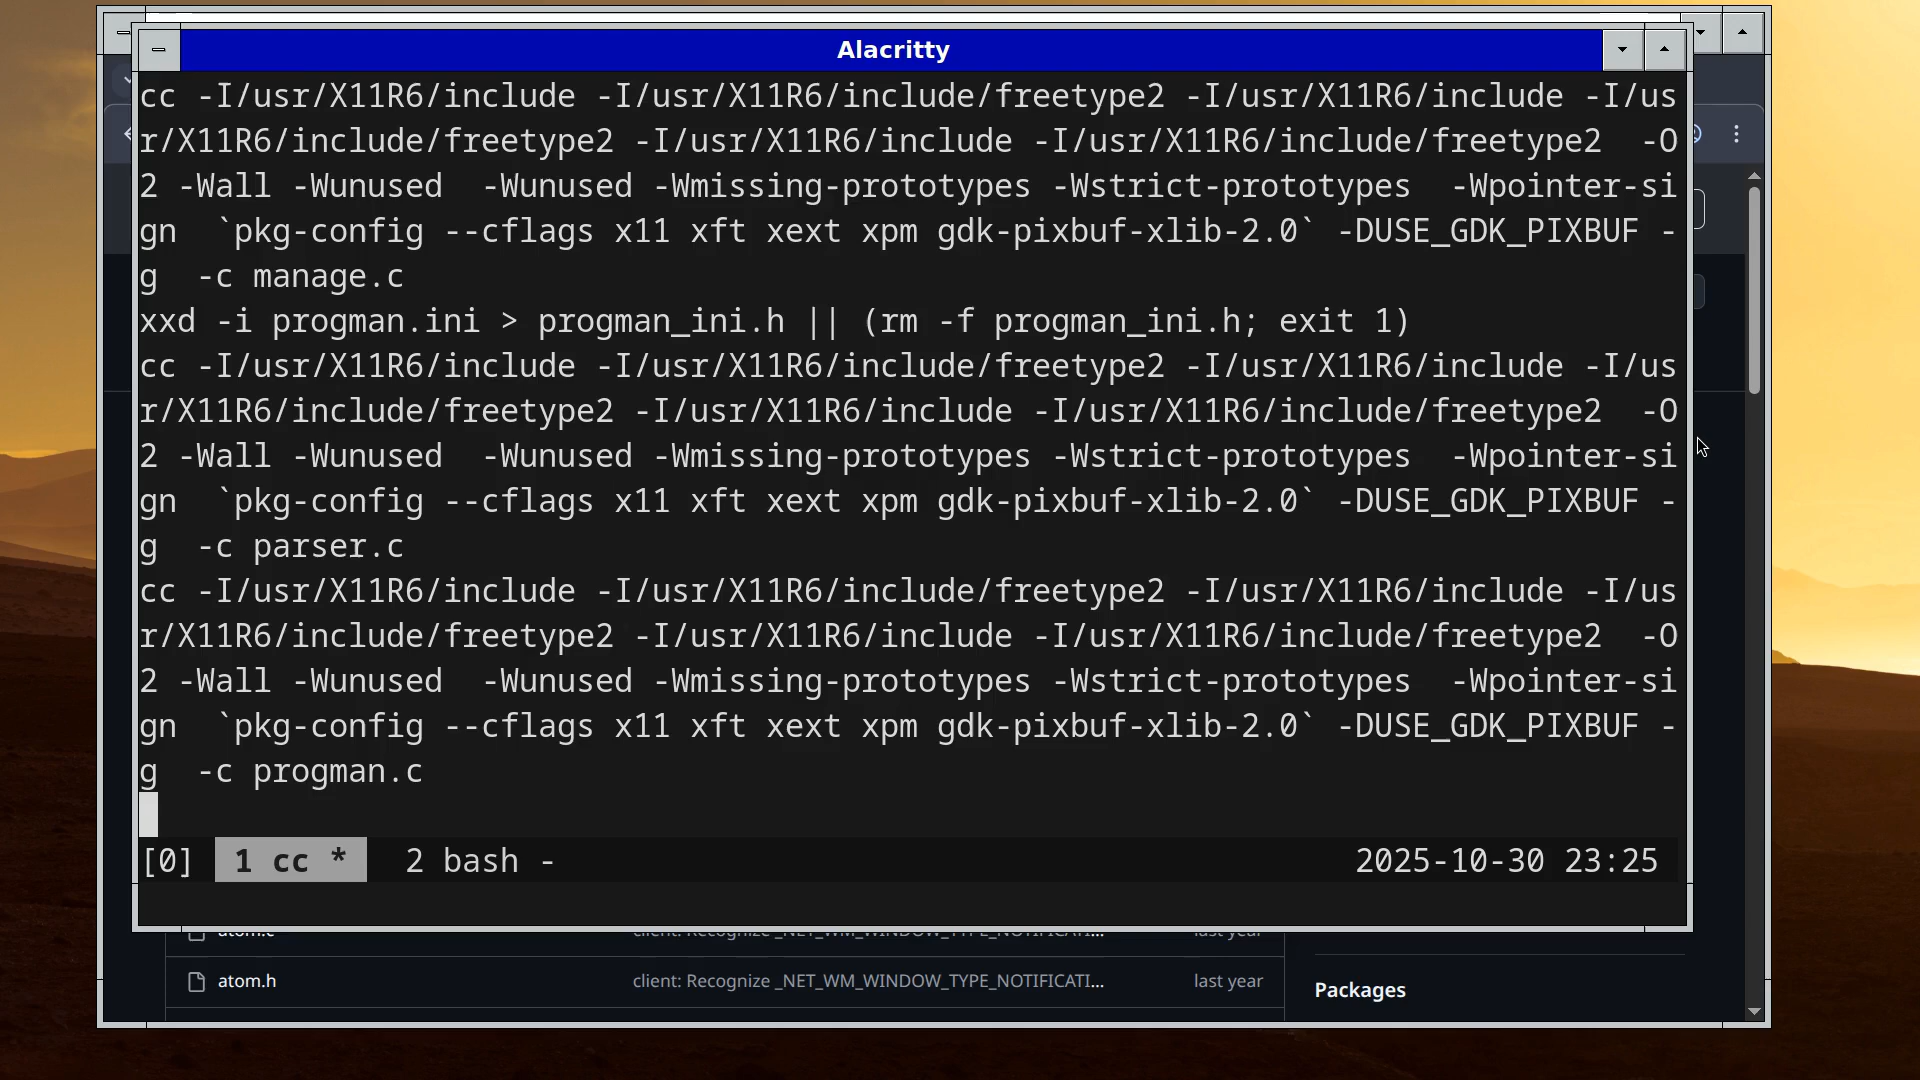 Alacritty
cc -I/usr/X11R6/include -I/usr/X11R6/include/freetype2 -I/usr/X11R6/include -I/us
r/X11R6/include/freetype2 -I/usr/X11R6/include -I/usr/X11R6/include/freetype2  -O
2 -Wall -Wunused  -Wunused -Wmissing-prototypes -Wstrict-prototypes  -Wpointer-si
gn  `pkg-config --cflags x11 xft xext xpm gdk-pixbuf-xlib-2.0` -DUSE_GDK_PIXBUF -
g  -c manage.c
xxd -i progman.ini > progman_ini.h || (rm -f progman_ini.h; exit 1)
cc -I/usr/X11R6/include -I/usr/X11R6/include/freetype2 -I/usr/X11R6/include -I/us
r/X11R6/include/freetype2 -I/usr/X11R6/include -I/usr/X11R6/include/freetype2  -O
2 -Wall -Wunused  -Wunused -Wmissing-prototypes -Wstrict-prototypes  -Wpointer-si
gn  `pkg-config --cflags x11 xft xext xpm gdk-pixbuf-xlib-2.0` -DUSE_GDK_PIXBUF -
g  -c parser.c
cc -I/usr/X11R6/include -I/usr/X11R6/include/freetype2 -I/usr/X11R6/include -I/us
r/X11R6/include/freetype2 -I/usr/X11R6/include -I/usr/X11R6/include/freetype2  -O
2 -Wall -Wunused  -Wunused -Wmissing-prototypes -Wstrict-prototypes  -Wpointer-si
gn  `pkg-config --cflags x11 xft xext xpm gdk-pixbuf-xlib-2.0` -DUSE_GDK_PIXBUF -
g  -c progman.c
[0]  1 cc *  2 bash -  2025-10-30 23:25
atom.c client: Recognize _NET_WM_WINDOW_TYPE_NOTIFICATI... last year
atom.h client: Recognize _NET_WM_WINDOW_TYPE_NOTIFICATI... last year
Packages